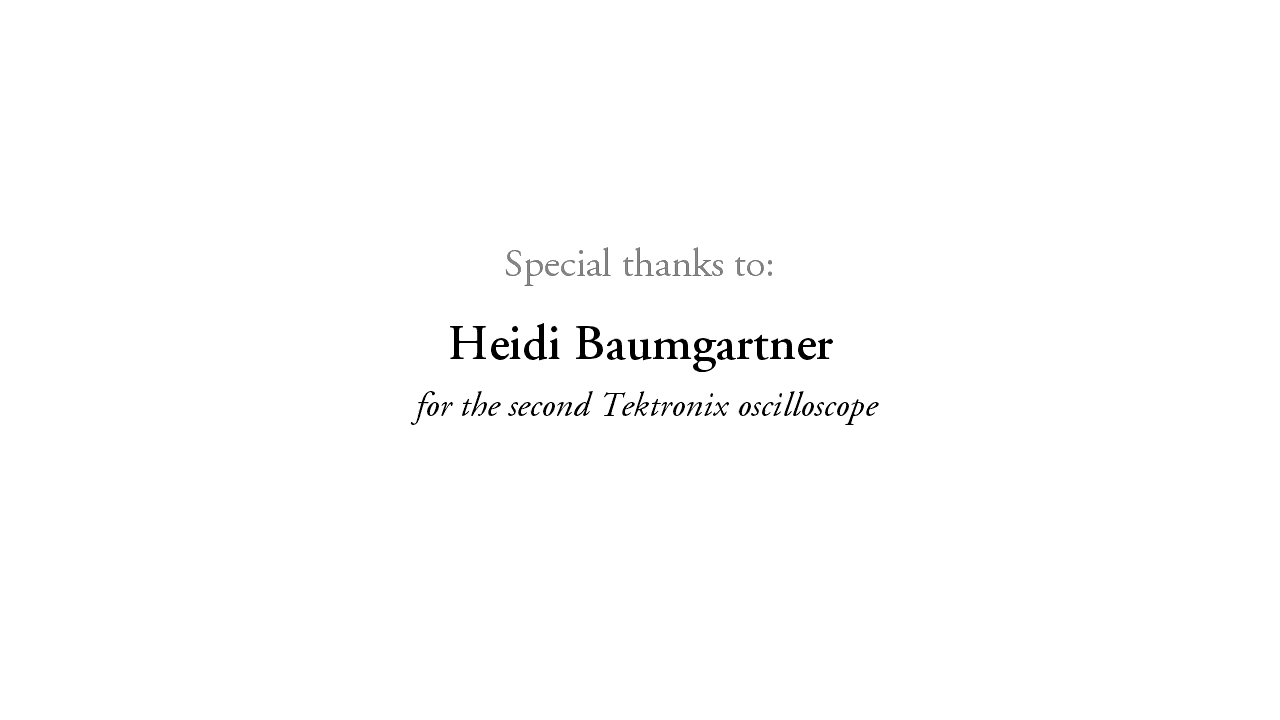 Special thanks to:
Heidi Baumgartner
for the second Tektronix oscilloscope